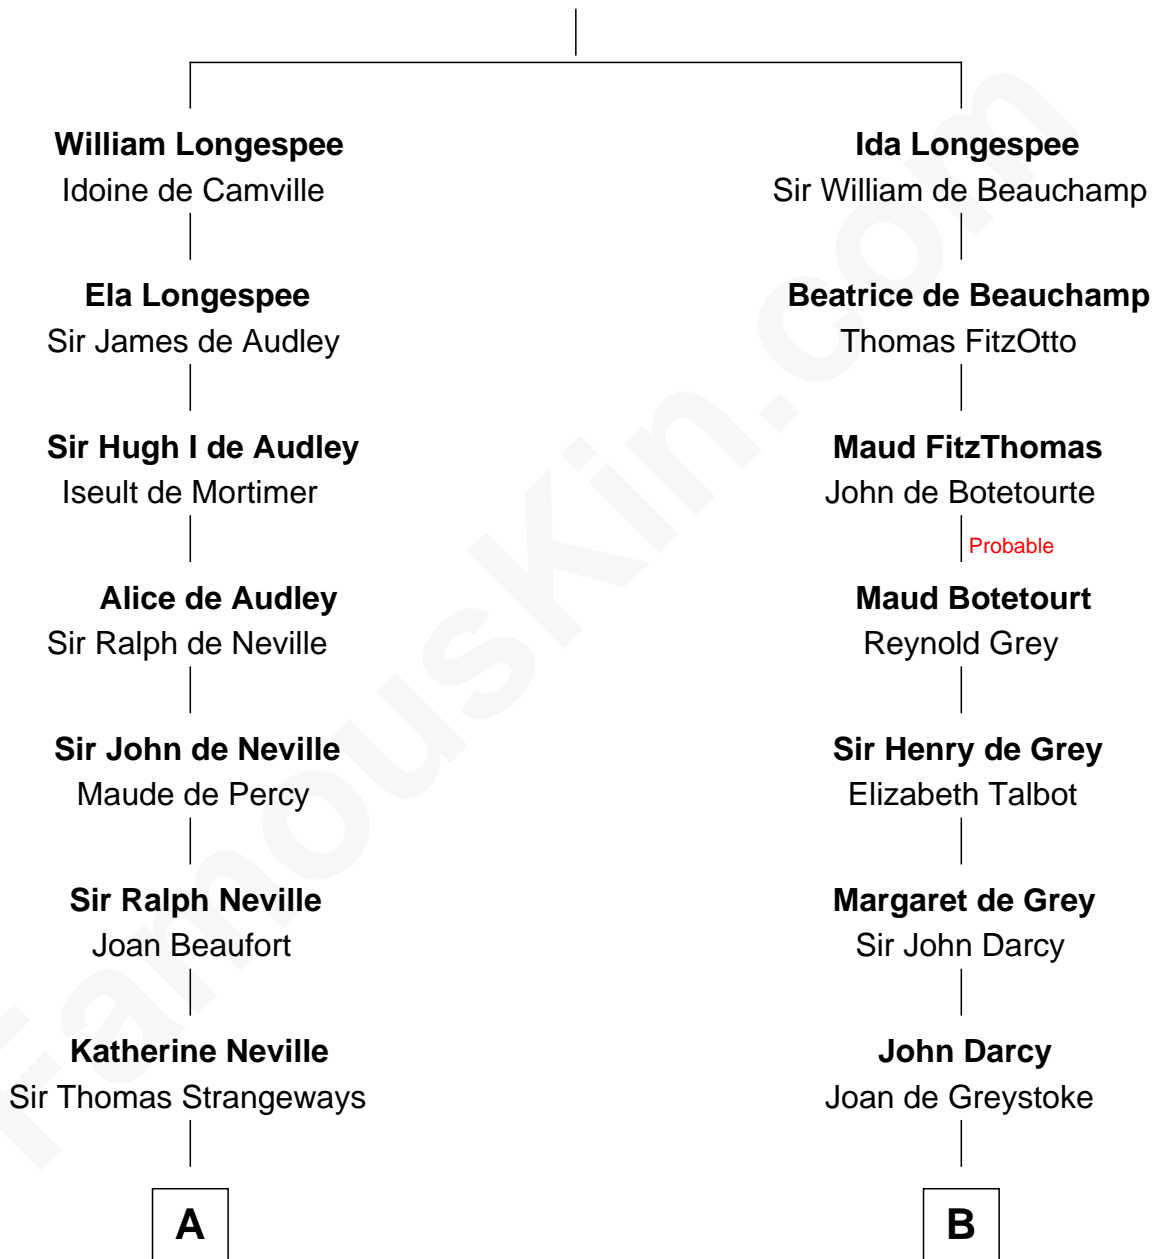 William Longespee
Idoine de Camville
Ela Longespee
Sir James de Audley
Sir Hugh I de Audley
Iseult de Mortimer
Alice de Audley
Sir Ralph de Neville
Sir John de Neville
Maude de Percy
Sir Ralph Neville
Joan Beaufort
Katherine Neville
Sir Thomas Strangeways
A
Ida Longespee
Sir William de Beauchamp
Beatrice de Beauchamp
Thomas FitzOtto
Maud FitzThomas
John de Botetourte
Probable
Maud Botetourt
Reynold Grey
Sir Henry de Grey
Elizabeth Talbot
Margaret de Grey
Sir John Darcy
John Darcy
Joan de Greystoke
B
FamousKin.com